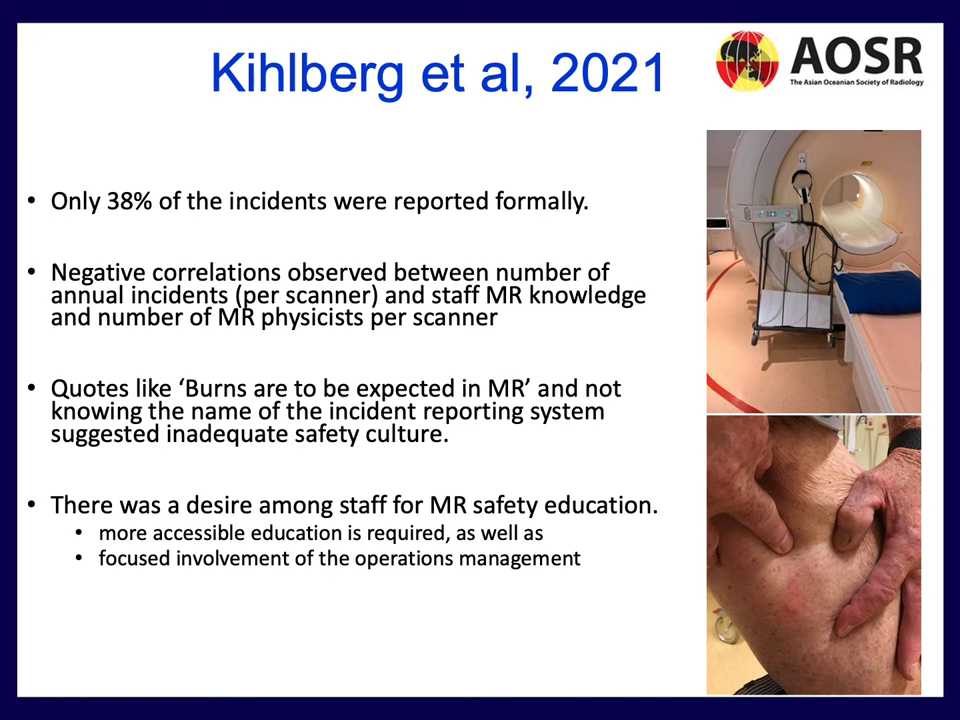 Kihlberg et al, 2021
AOSR
The Asian Oceanian Society of Radiology
• Only 38% of the incidents were reported formally.
• Negative correlations observed between number of
annual incidents (per scanner) and staff MR knowledge
and number of MR physicists per scanner
• Quotes like ‘Burns are to be expected in MR’ and not
knowing the name of the incident reporting system
suggested inadequate safety culture.
• There was a desire among staff for MR safety education.
• more accessible education is required, as well as
• focused involvement of the operations management